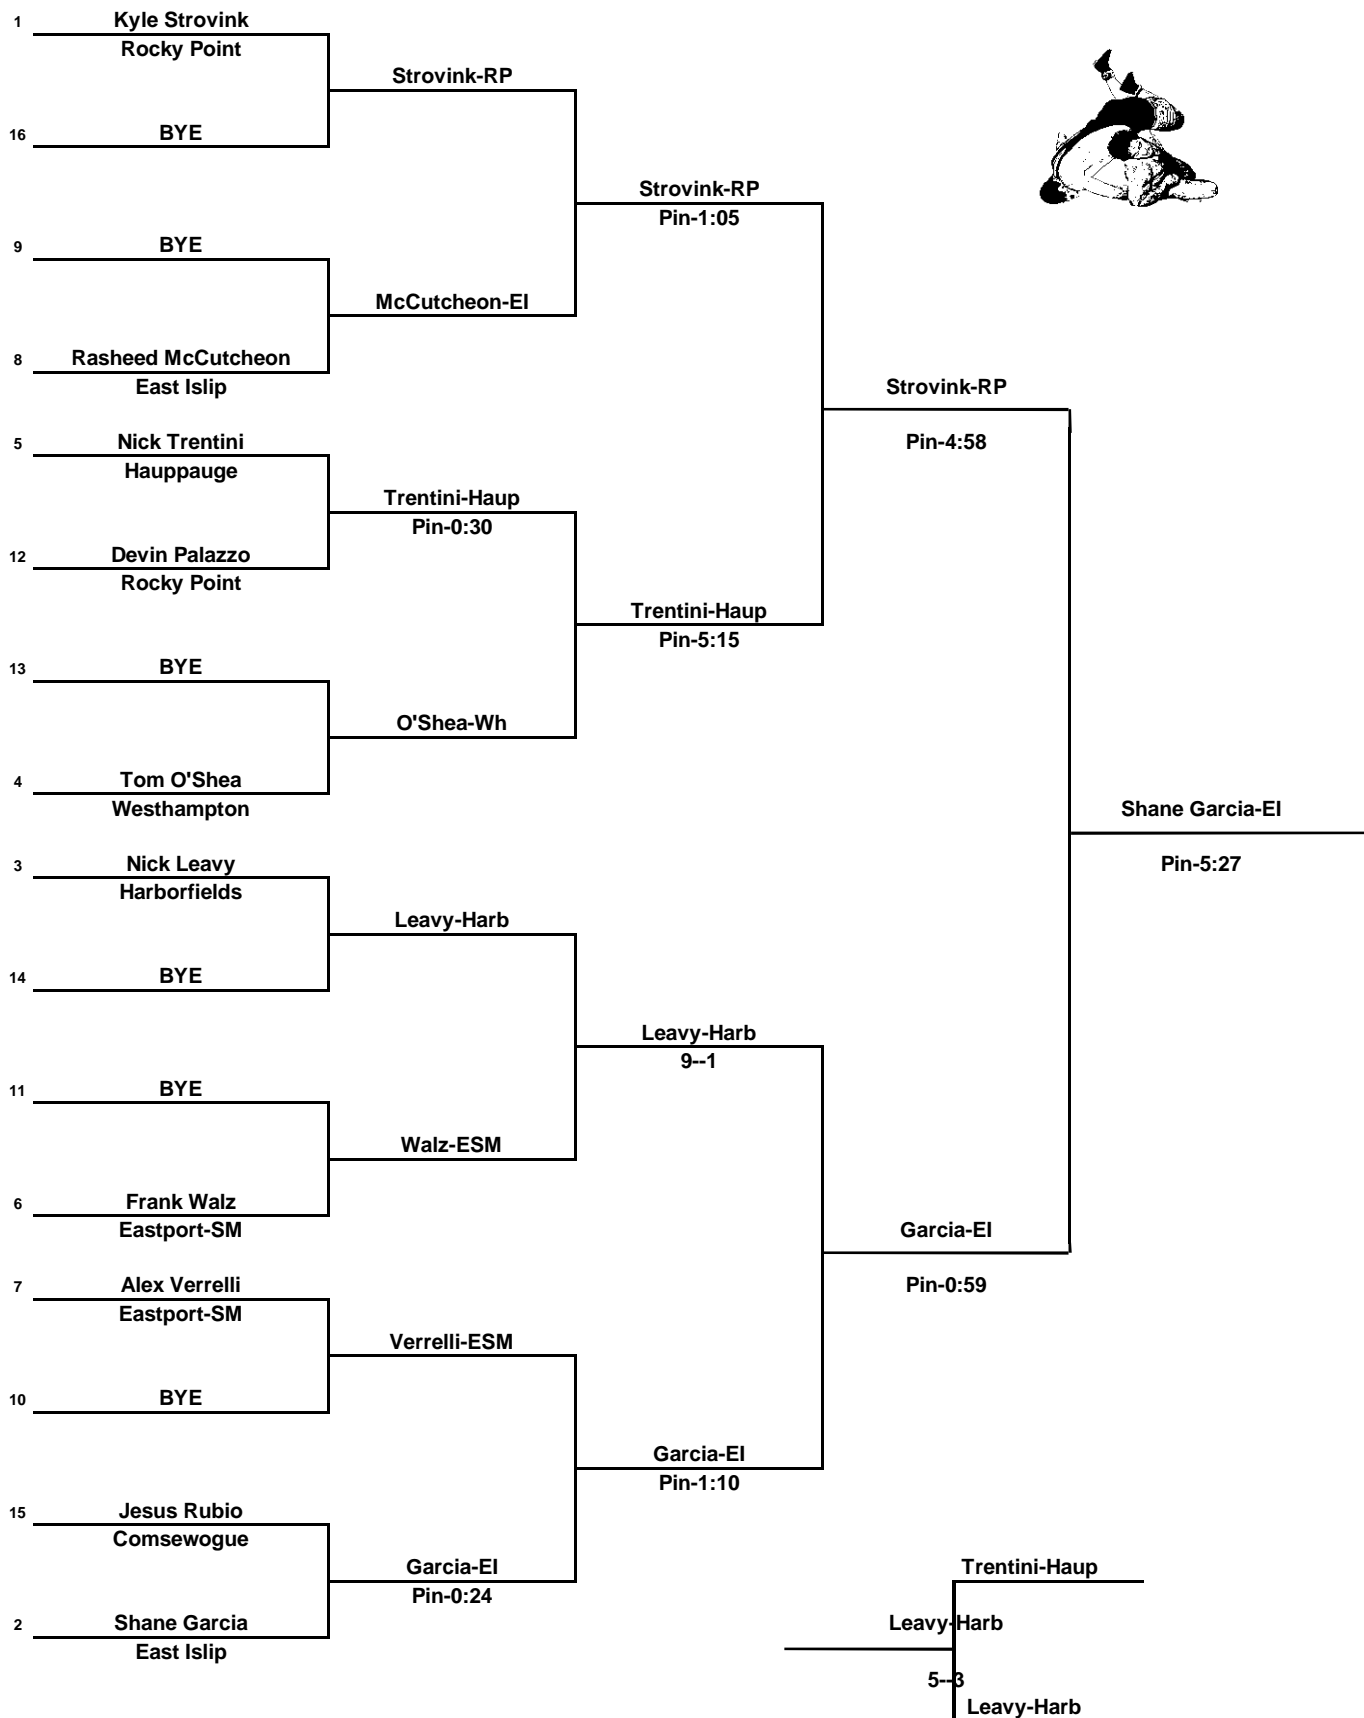 1 Kyle Strovink
Rocky Point
Strovink-RP
16 BYE
Strovink-RP
Pin-1:05
9 BYE
McCutcheon-EI
8 Rasheed McCutcheon
East Islip
Strovink-RP
Pin-4:58
5 Nick Trentini
Hauppauge
Trentini-Haup
Pin-0:30
12 Devin Palazzo
Rocky Point
Trentini-Haup
Pin-5:15
13 BYE
O'Shea-Wh
4 Tom O'Shea
Westhampton
Shane Garcia-EI
Pin-5:27
3 Nick Leavy
Harborfields
Leavy-Harb
14 BYE
Leavy-Harb
9--1
11 BYE
Walz-ESM
6 Frank Walz
Eastport-SM
Garcia-EI
Pin-0:59
7 Alex Verrelli
Eastport-SM
Verrelli-ESM
10 BYE
Garcia-EI
Pin-1:10
15 Jesus Rubio
Comsewogue
Garcia-EI
Pin-0:24
2 Shane Garcia
East Islip
Trentini-Haup
Leavy-Harb
5--3
Leavy-Harb